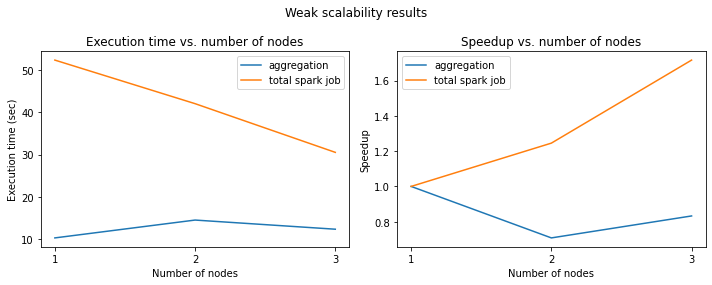 Weak scalability results
Execution time vs. number of nodes
Execution time (sec)
50
40
30
20
10
aggregation
total spark job
1
2
3
Number of nodes
Speedup vs. number of nodes
Speedup
1.6
1.4
1.2
1.0
0.8
aggregation
total spark job
1
2
3
Number of nodes